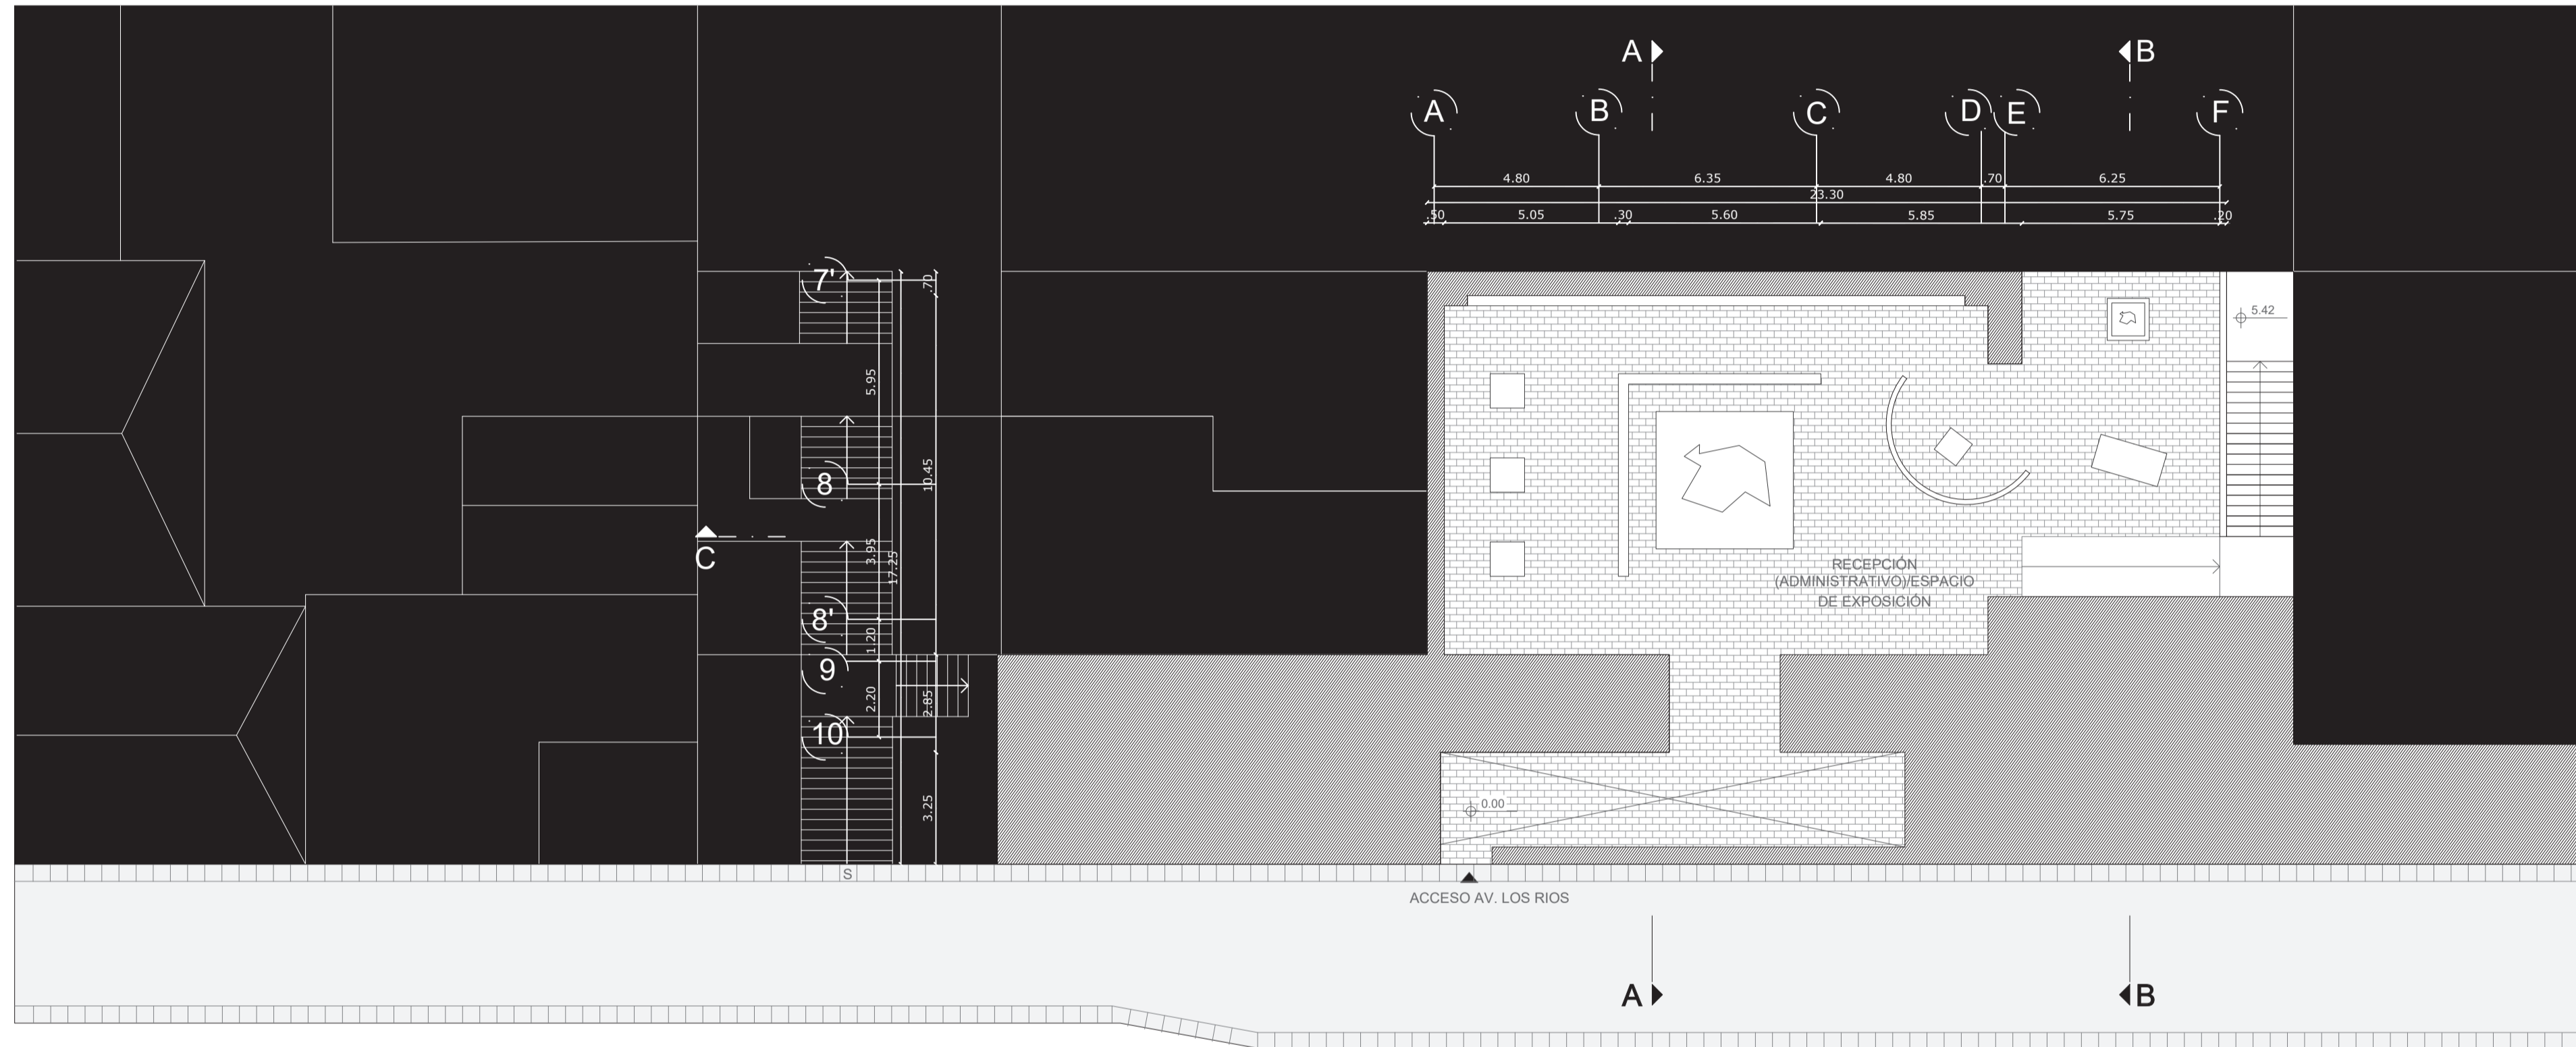 A B
A B C D E F
4.80 6.35 4.80 .70 6.25
23.30
.50 5.05 .30 5.60 5.85 5.75 .20
7'
.70
5.42
5.95
8
10.45
C
3.95
17.25
RECEPCIÓN
(ADMINISTRATIVO)/ESPACIO
DE EXPOSICIÓN
8'
1.20
9
2.20
2.85
10
3.25
0.00
S
ACCESO AV. LOS RIOS
A B